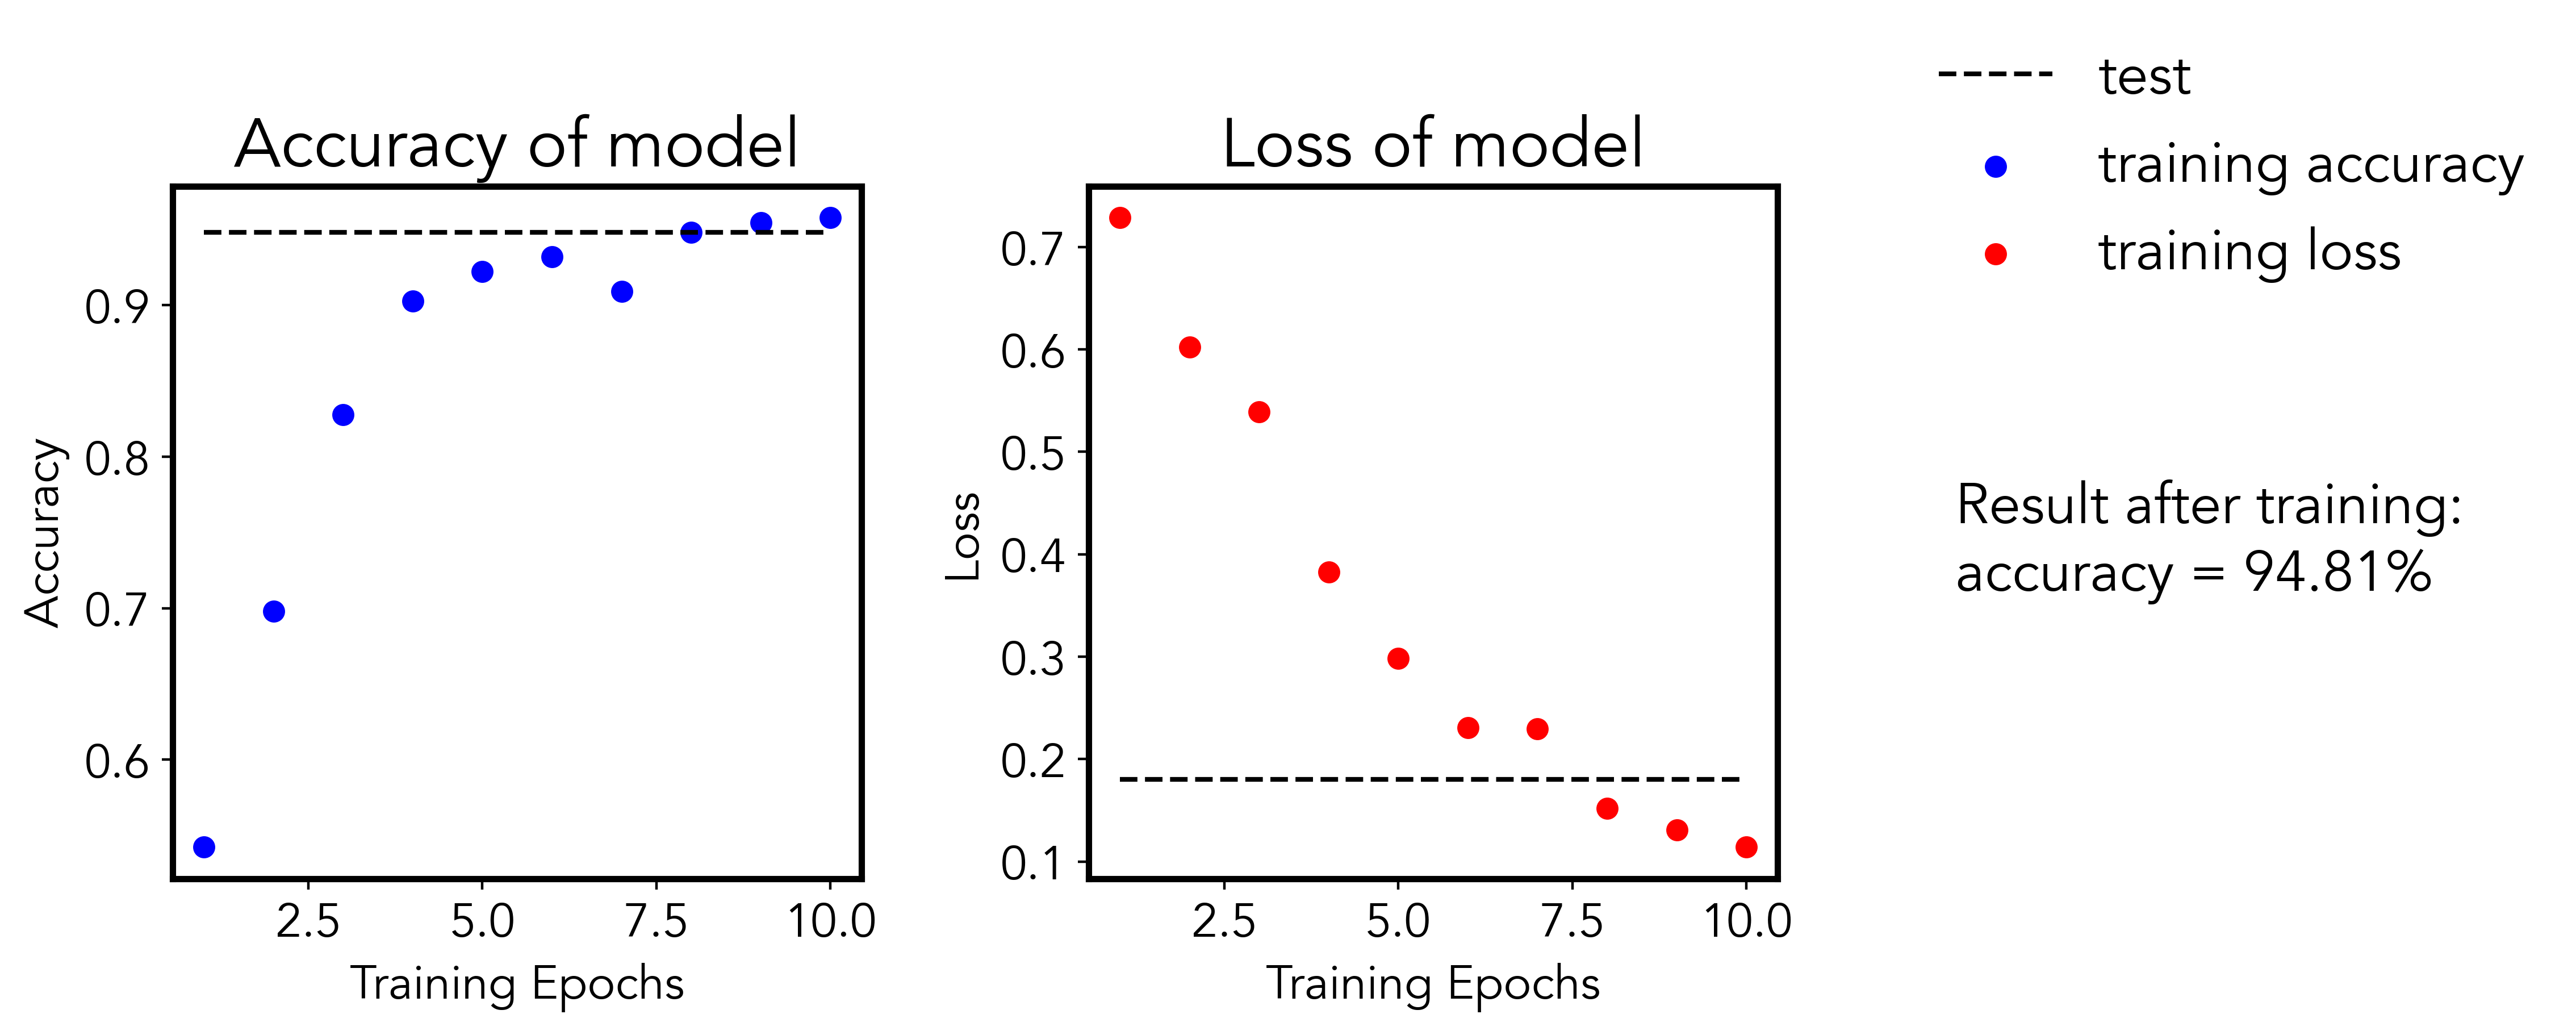 Accuracy of model
Accuracy
0.9
0.8
0.7
0.6
2.5 5.0 7.5 10.0
Training Epochs
Loss of model
Loss
0.7
0.6
0.5
0.4
0.3
0.2
0.1
2.5 5.0 7.5 10.0
Training Epochs
test
training accuracy
training loss
Result after training:
accuracy = 94.81%